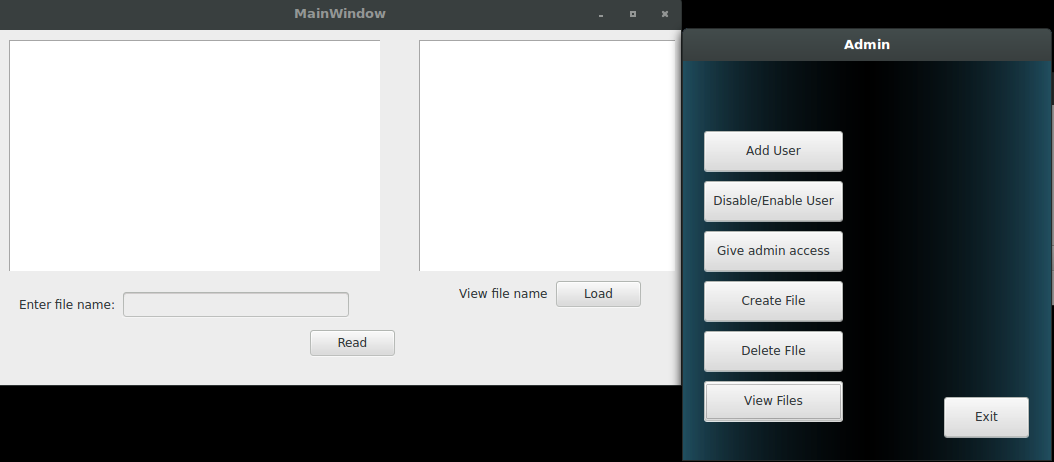 MainWindow
Enter file name:
Read
View file name
Load
Admin
Add User
Disable/Enable User
Give admin access
Create File
Delete FIle
View Files
Exit